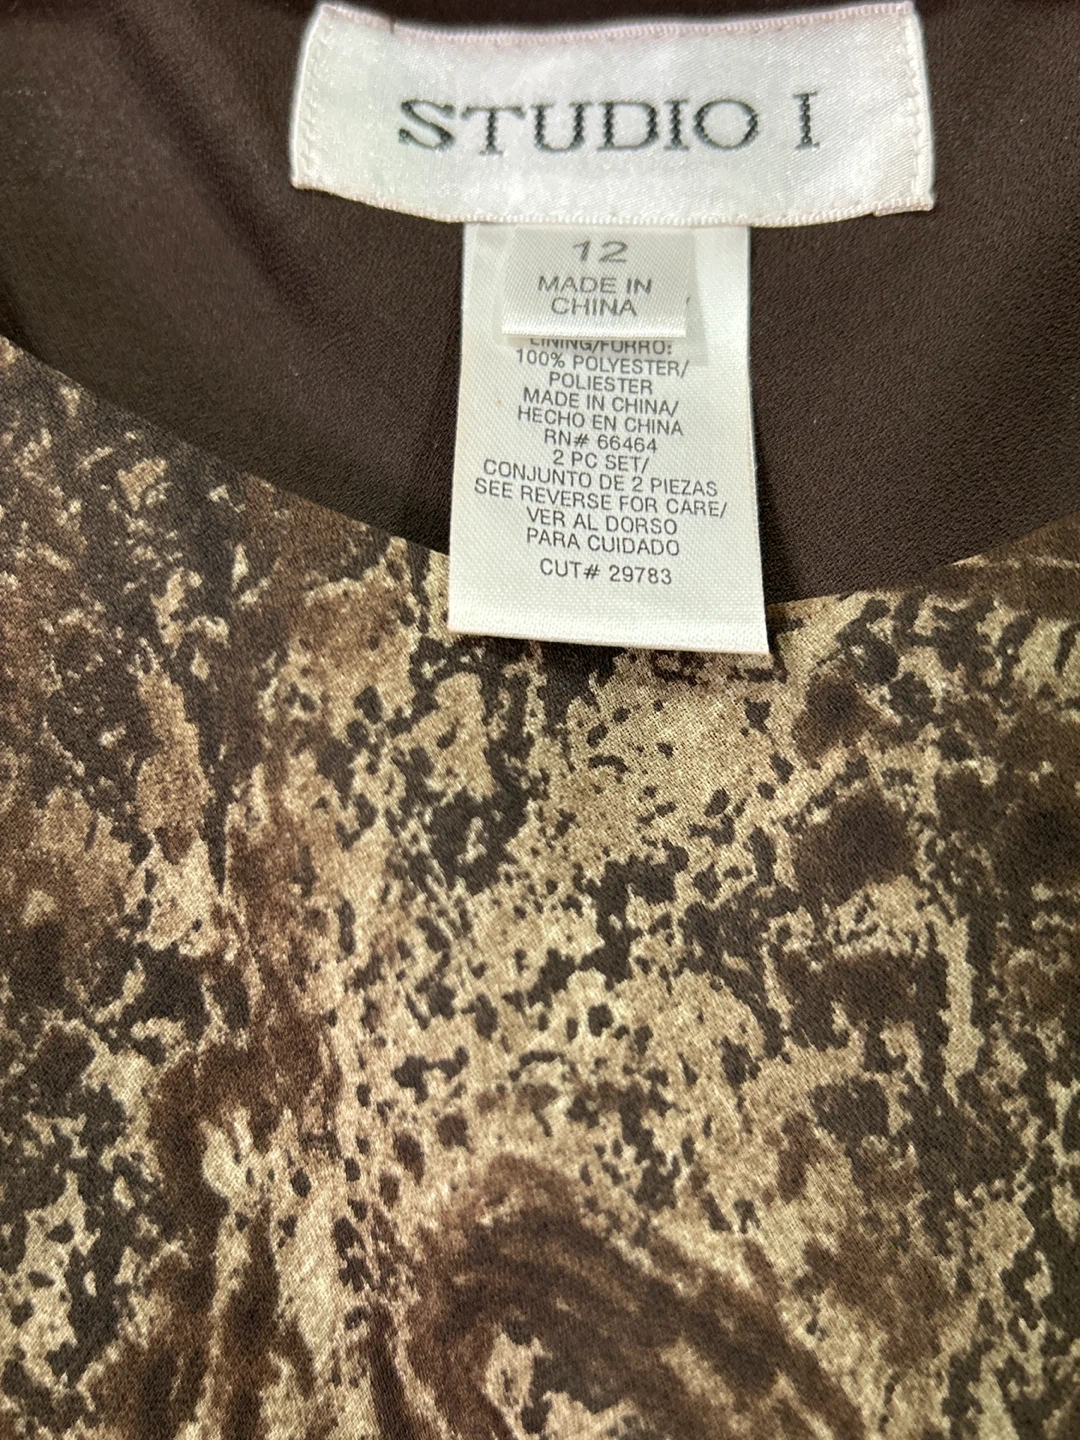 STUDIO I
12
MADE IN
CHINA
LINING/FORRO:
100% POLYESTER/
POLIESTER
MADE IN CHINA/
HECHO EN CHINA
RN# 66464
2 PC SET/
CONJUNTO DE 2 PIEZAS
SEE REVERSE FOR CARE/
VER AL DORSO
PARA CUIDADO
CUT# 29783